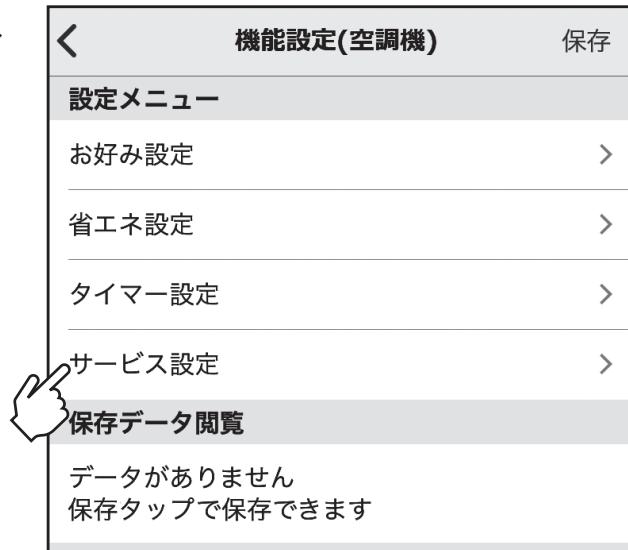 機能設定(空調機) 保存
設定メニュー
お好み設定
省エネ設定
タイマー設定
サービス設定
保存データ閲覧
データがありません
保存タップで保存できます